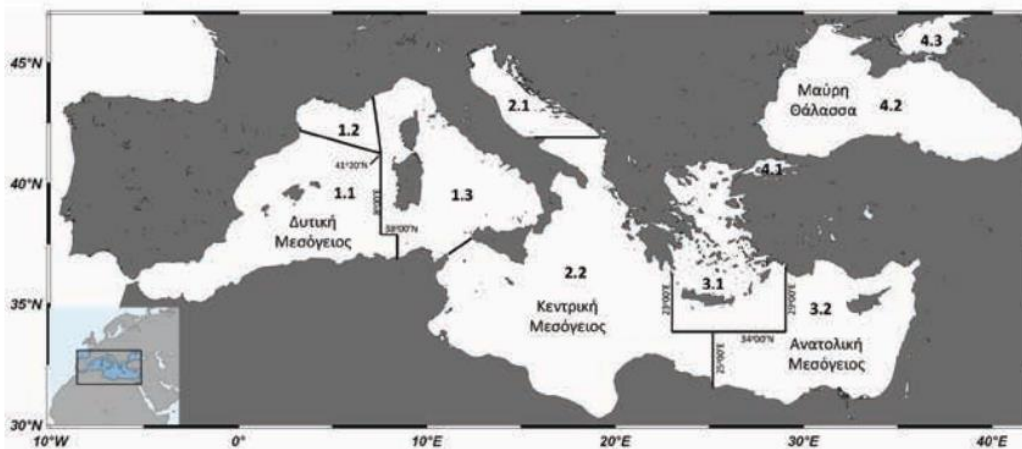 45°N
40°N
35°N
30°N
10°W
0°
10°E
20°E
30°E
40°E
1.2
41°20'N
1.1
Δυτική
Μεσόγειος
8°00'E
38°00'N
1.3
2.1
2.2
Κεντρική
Μεσόγειος
23°00'E
3.1
29°00'E
34°00'N
25°00'E
3.2
Ανατολική
Μεσόγειος
4.1
Μαύρη
Θάλασσα
4.2
4.3